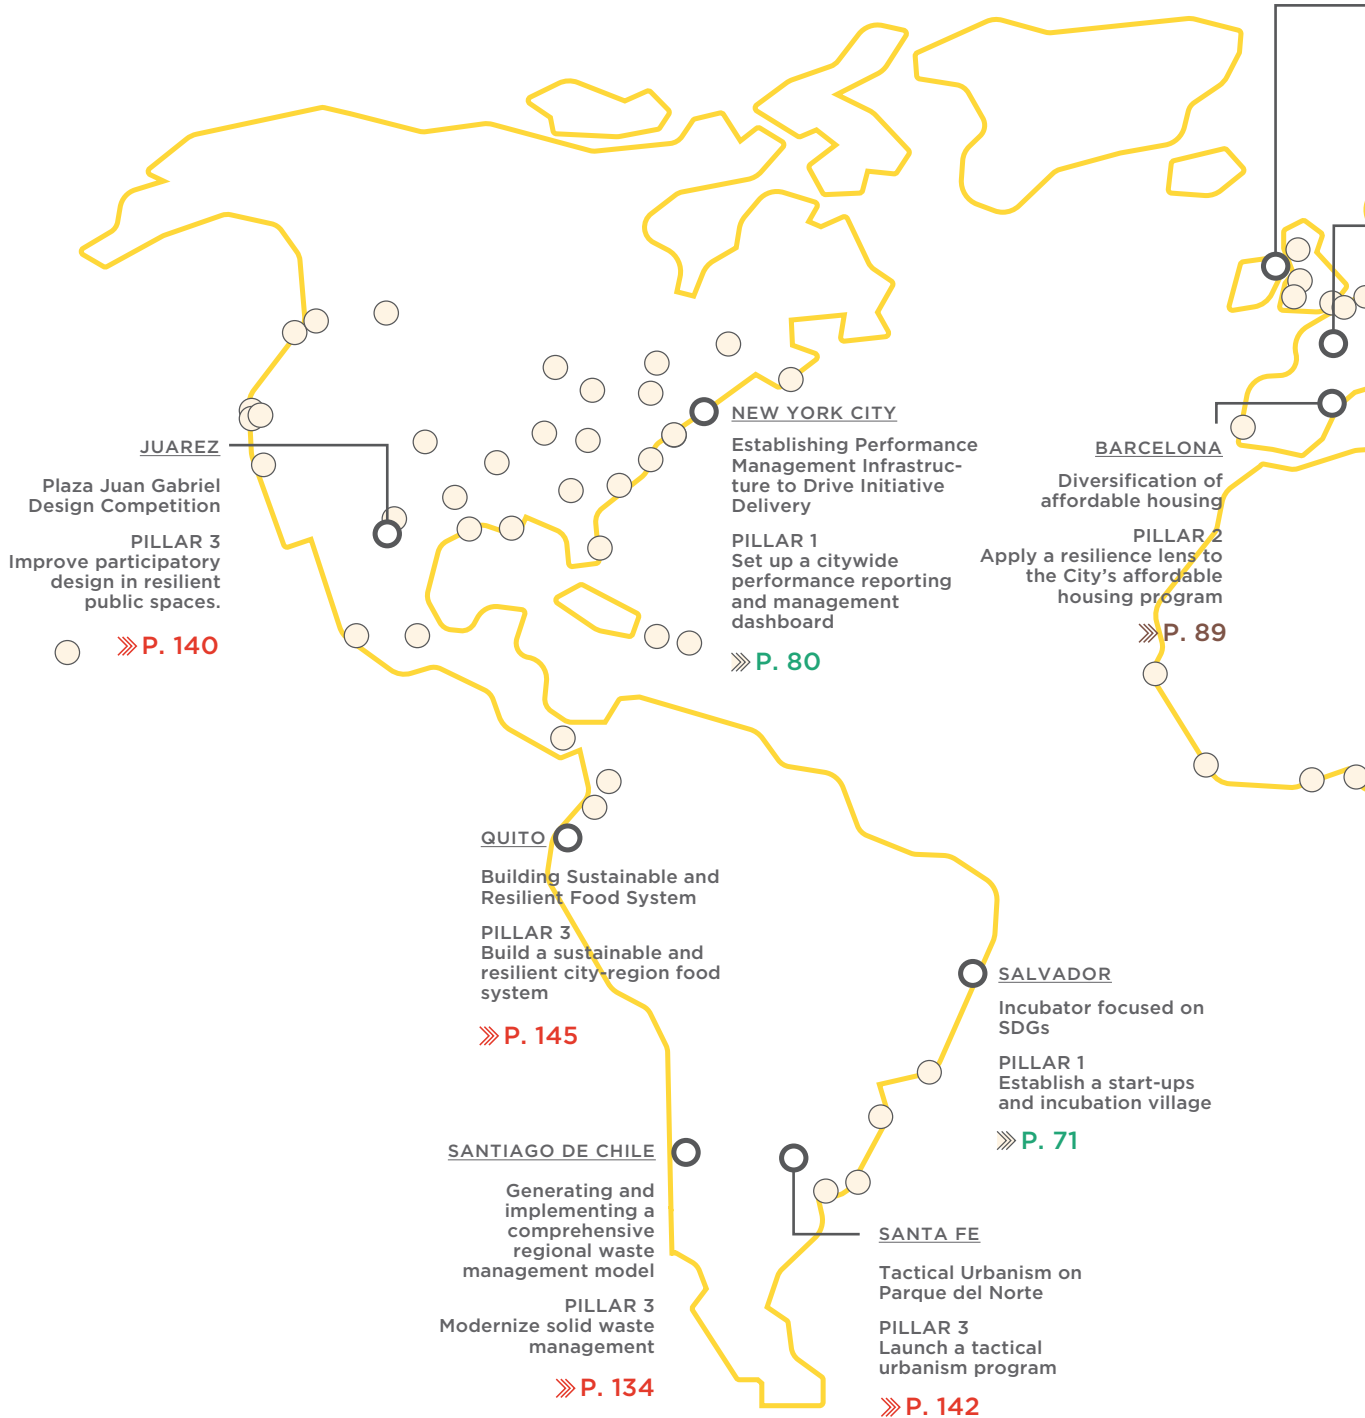 JUAREZ
Plaza Juan Gabriel
Design Competition
PILLAR 3
Improve participatory
design in resilient
public spaces.
P. 140
NEW YORK CITY
Establishing Performance
Management Infrastruc-
ture to Drive Initiative
Delivery
PILLAR 1
Set up a citywide
performance reporting
and management
dashboard
P. 80
BARCELONA
Diversification of
affordable housing
PILLAR 2
Apply a resilience lens to
the City's affordable
housing program
P. 89
QUITO
Building Sustainable and
Resilient Food System
PILLAR 3
Build a sustainable and
resilient city-region food
system
P. 145
SALVADOR
Incubator focused on
SDGs
PILLAR 1
Establish a start-ups
and incubation village
P. 71
SANTIAGO DE CHILE
Generating and
implementing a
comprehensive
regional waste
management model
PILLAR 3
Modernize solid waste
management
P. 134
SANTA FE
Tactical Urbanism on
Parque del Norte
PILLAR 3
Launch a tactical
urbanism program
P. 142